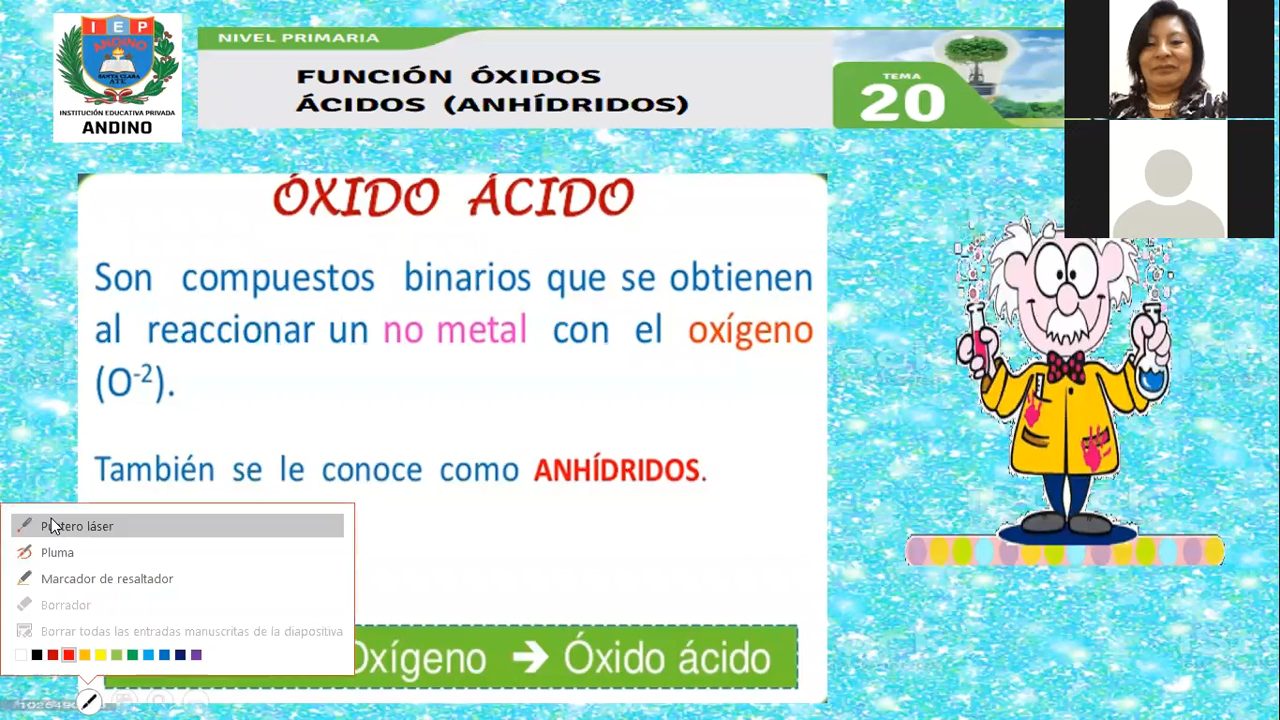 I E P
ANDINO
SANTA CLARA
ATE
INSTITUCIÓN EDUCATIVA PRIVADA
ANDINO
NIVEL PRIMARIA
FUNCIÓN ÓXIDOS
ÁCIDOS (ANHÍDRIDOS)
TEMA
20
ÓXIDO ÁCIDO
Son compuestos binarios que se obtienen
al reaccionar un no metal con el oxígeno
(O-2).
También se le conoce como ANHÍDRIDOS.
Oxígeno → Óxido ácido
láser
Pluma
Marcador de resaltador
Borrador
Borrar todas las entradas manuscritas de la diapositiva